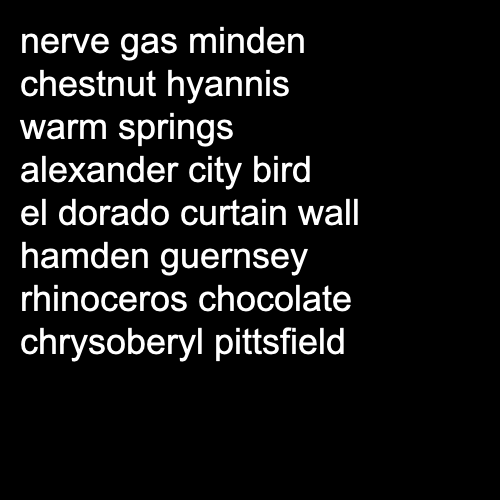 nerve gas minden
chestnut hyannis
warm springs
alexander city bird
el dorado curtain wall
hamden guernsey
rhinoceros chocolate
chrysoberyl pittsfield